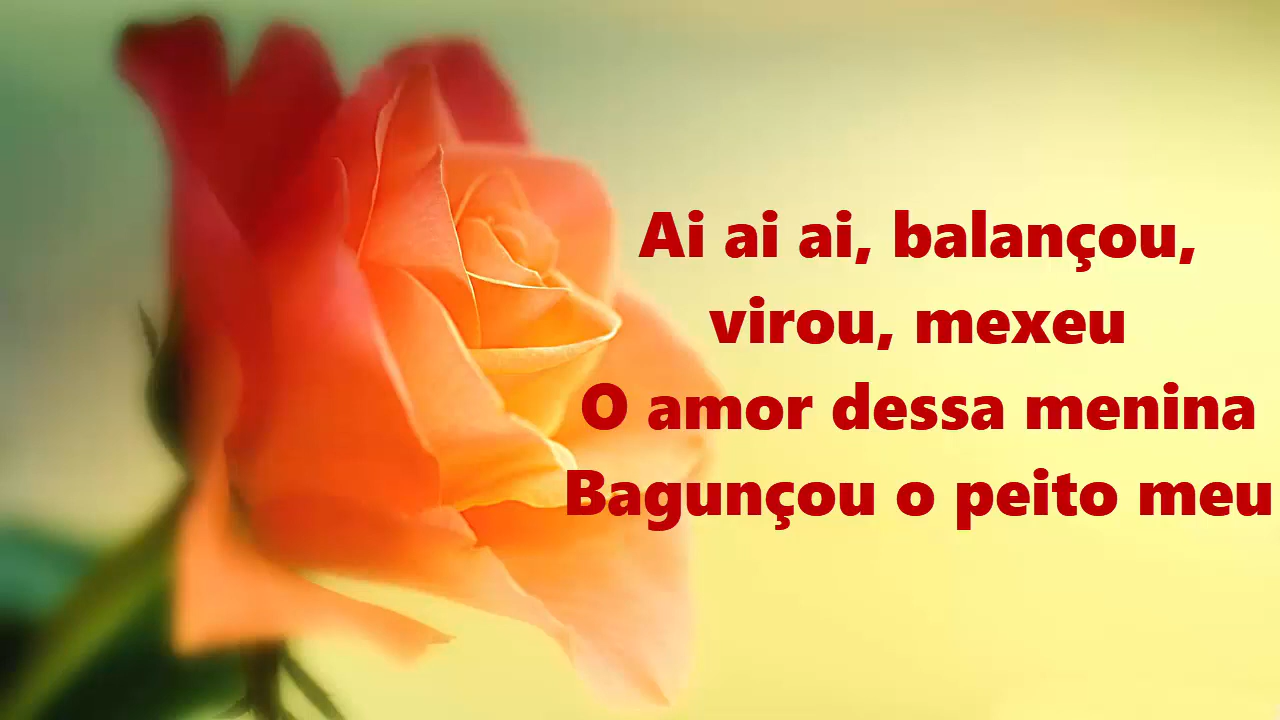 Ai ai ai, balançou,
virou, mexeu
O amor dessa menina
Bagunçou o peito meu